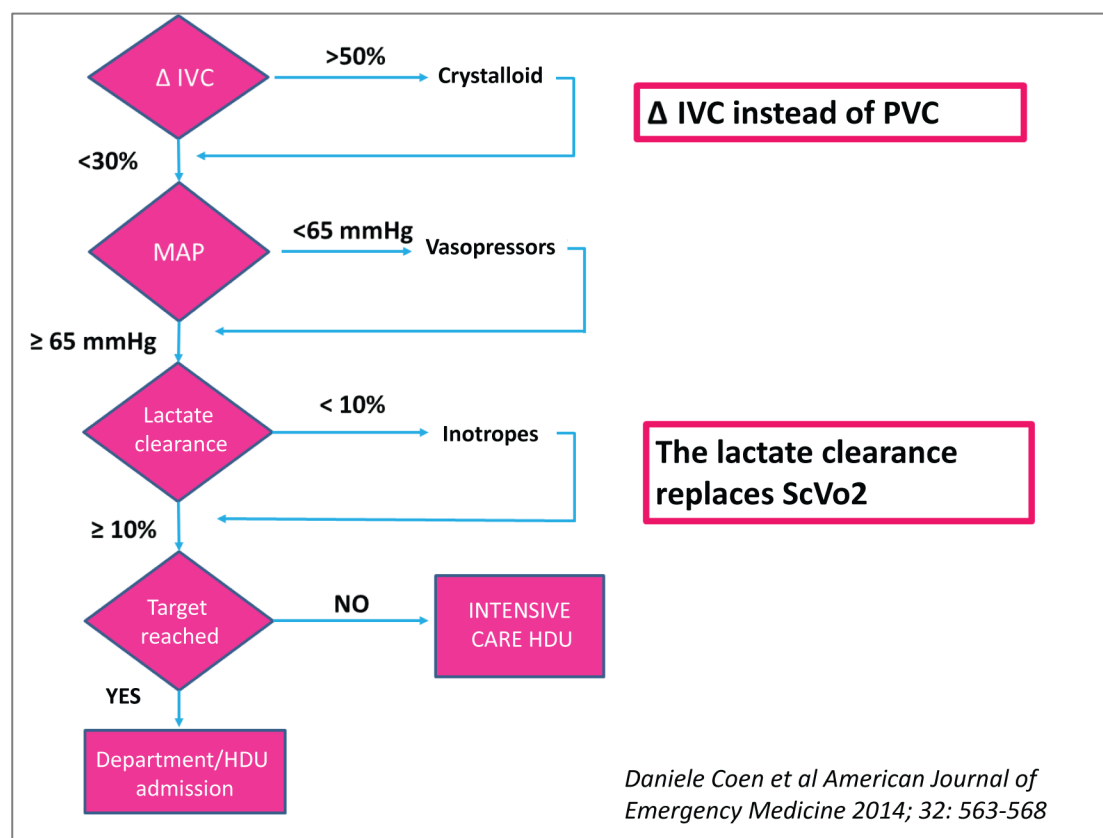 Δ IVC
>50%
Crystalloid
Δ IVC instead of PVC
<30%
MAP
<65 mmHg
Vasopressors
≥ 65 mmHg
Lactate
clearance
< 10%
Inotropes
The lactate clearance
replaces ScVo2
≥ 10%
Target
reached
NO
INTENSIVE
CARE HDU
YES
Department/HDU
admission
Daniele Coen et al American Journal of
Emergency Medicine 2014; 32: 563-568